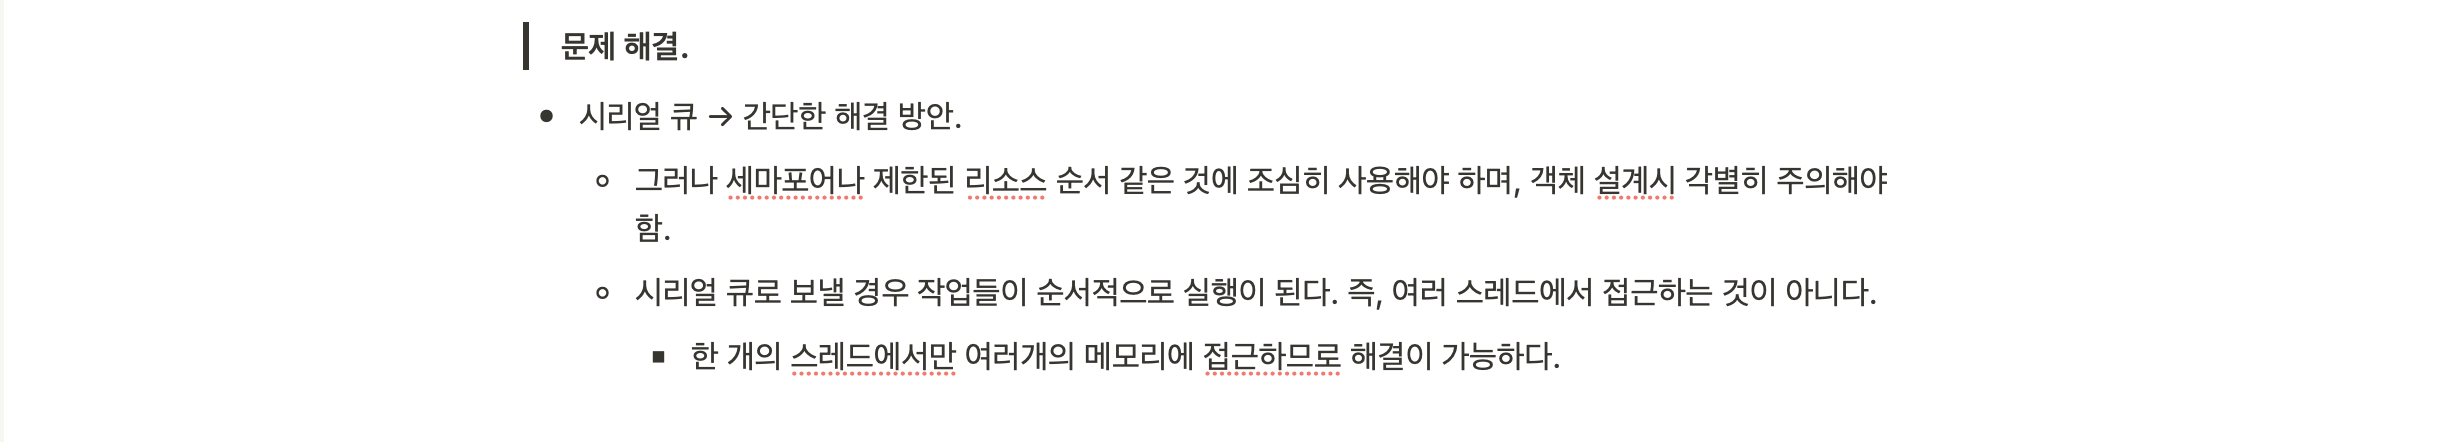 문제 해결.
시리얼 큐 → 간단한 해결 방안.
그러나 세마포어나 제한된 리소스 순서 같은 것에 조심히 사용해야 하며, 객체 설계시 각별히 주의해야
함.
시리얼 큐로 보낼 경우 작업들이 순서적으로 실행이 된다. 즉, 여러 스레드에서 접근하는 것이 아니다.
한 개의 스레드에서만 여러개의 메모리에 접근하므로 해결이 가능하다.